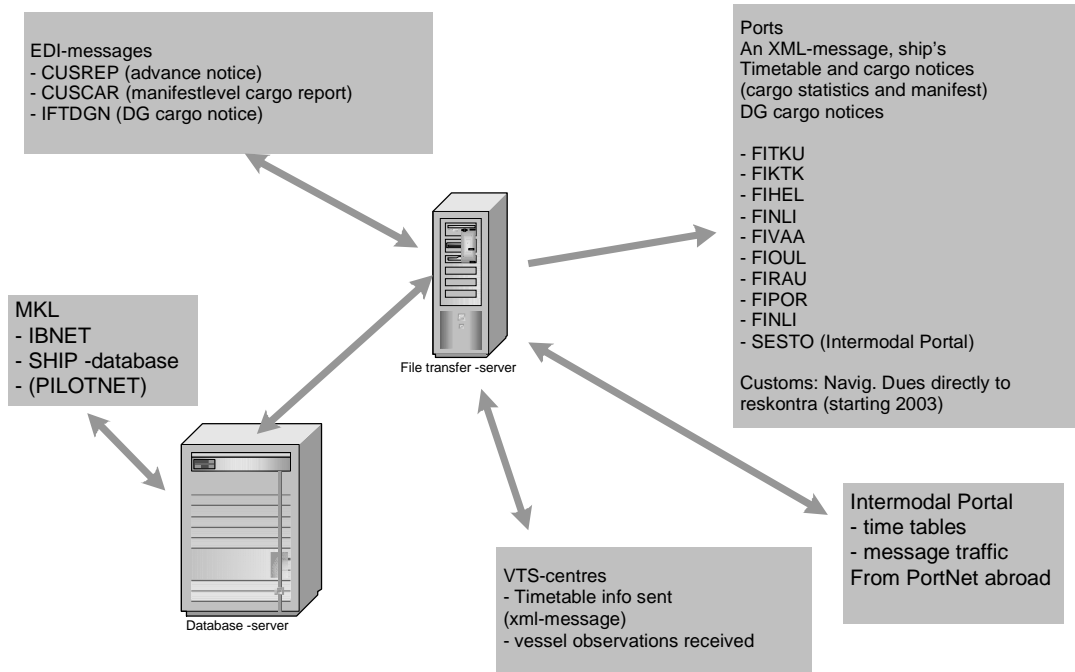 EDI-messages
- CUSREP (advance notice)
- CUSCAR (manifestlevel cargo report)
- IFTDGN (DG cargo notice)
Ports
An XML-message, ship's
Timetable and cargo notices
(cargo statistics and manifest)
DG cargo notices
- FITKU
- FIKTK
- FIHEL
- FINLI
- FIVAA
- FIOUL
- FIRAU
- FIPOR
- FINLI
- SESTO (Intermodal Portal)
Customs: Navig. Dues directly to
reskontra (starting 2003)
MKL
- IBNET
- SHIP -database
- (PILOTNET)
File transfer -server
Database -server
VTS-centres
- Timetable info sent
(xml-message)
- vessel observations received
Intermodal Portal
- time tables
- message traffic
From PortNet abroad